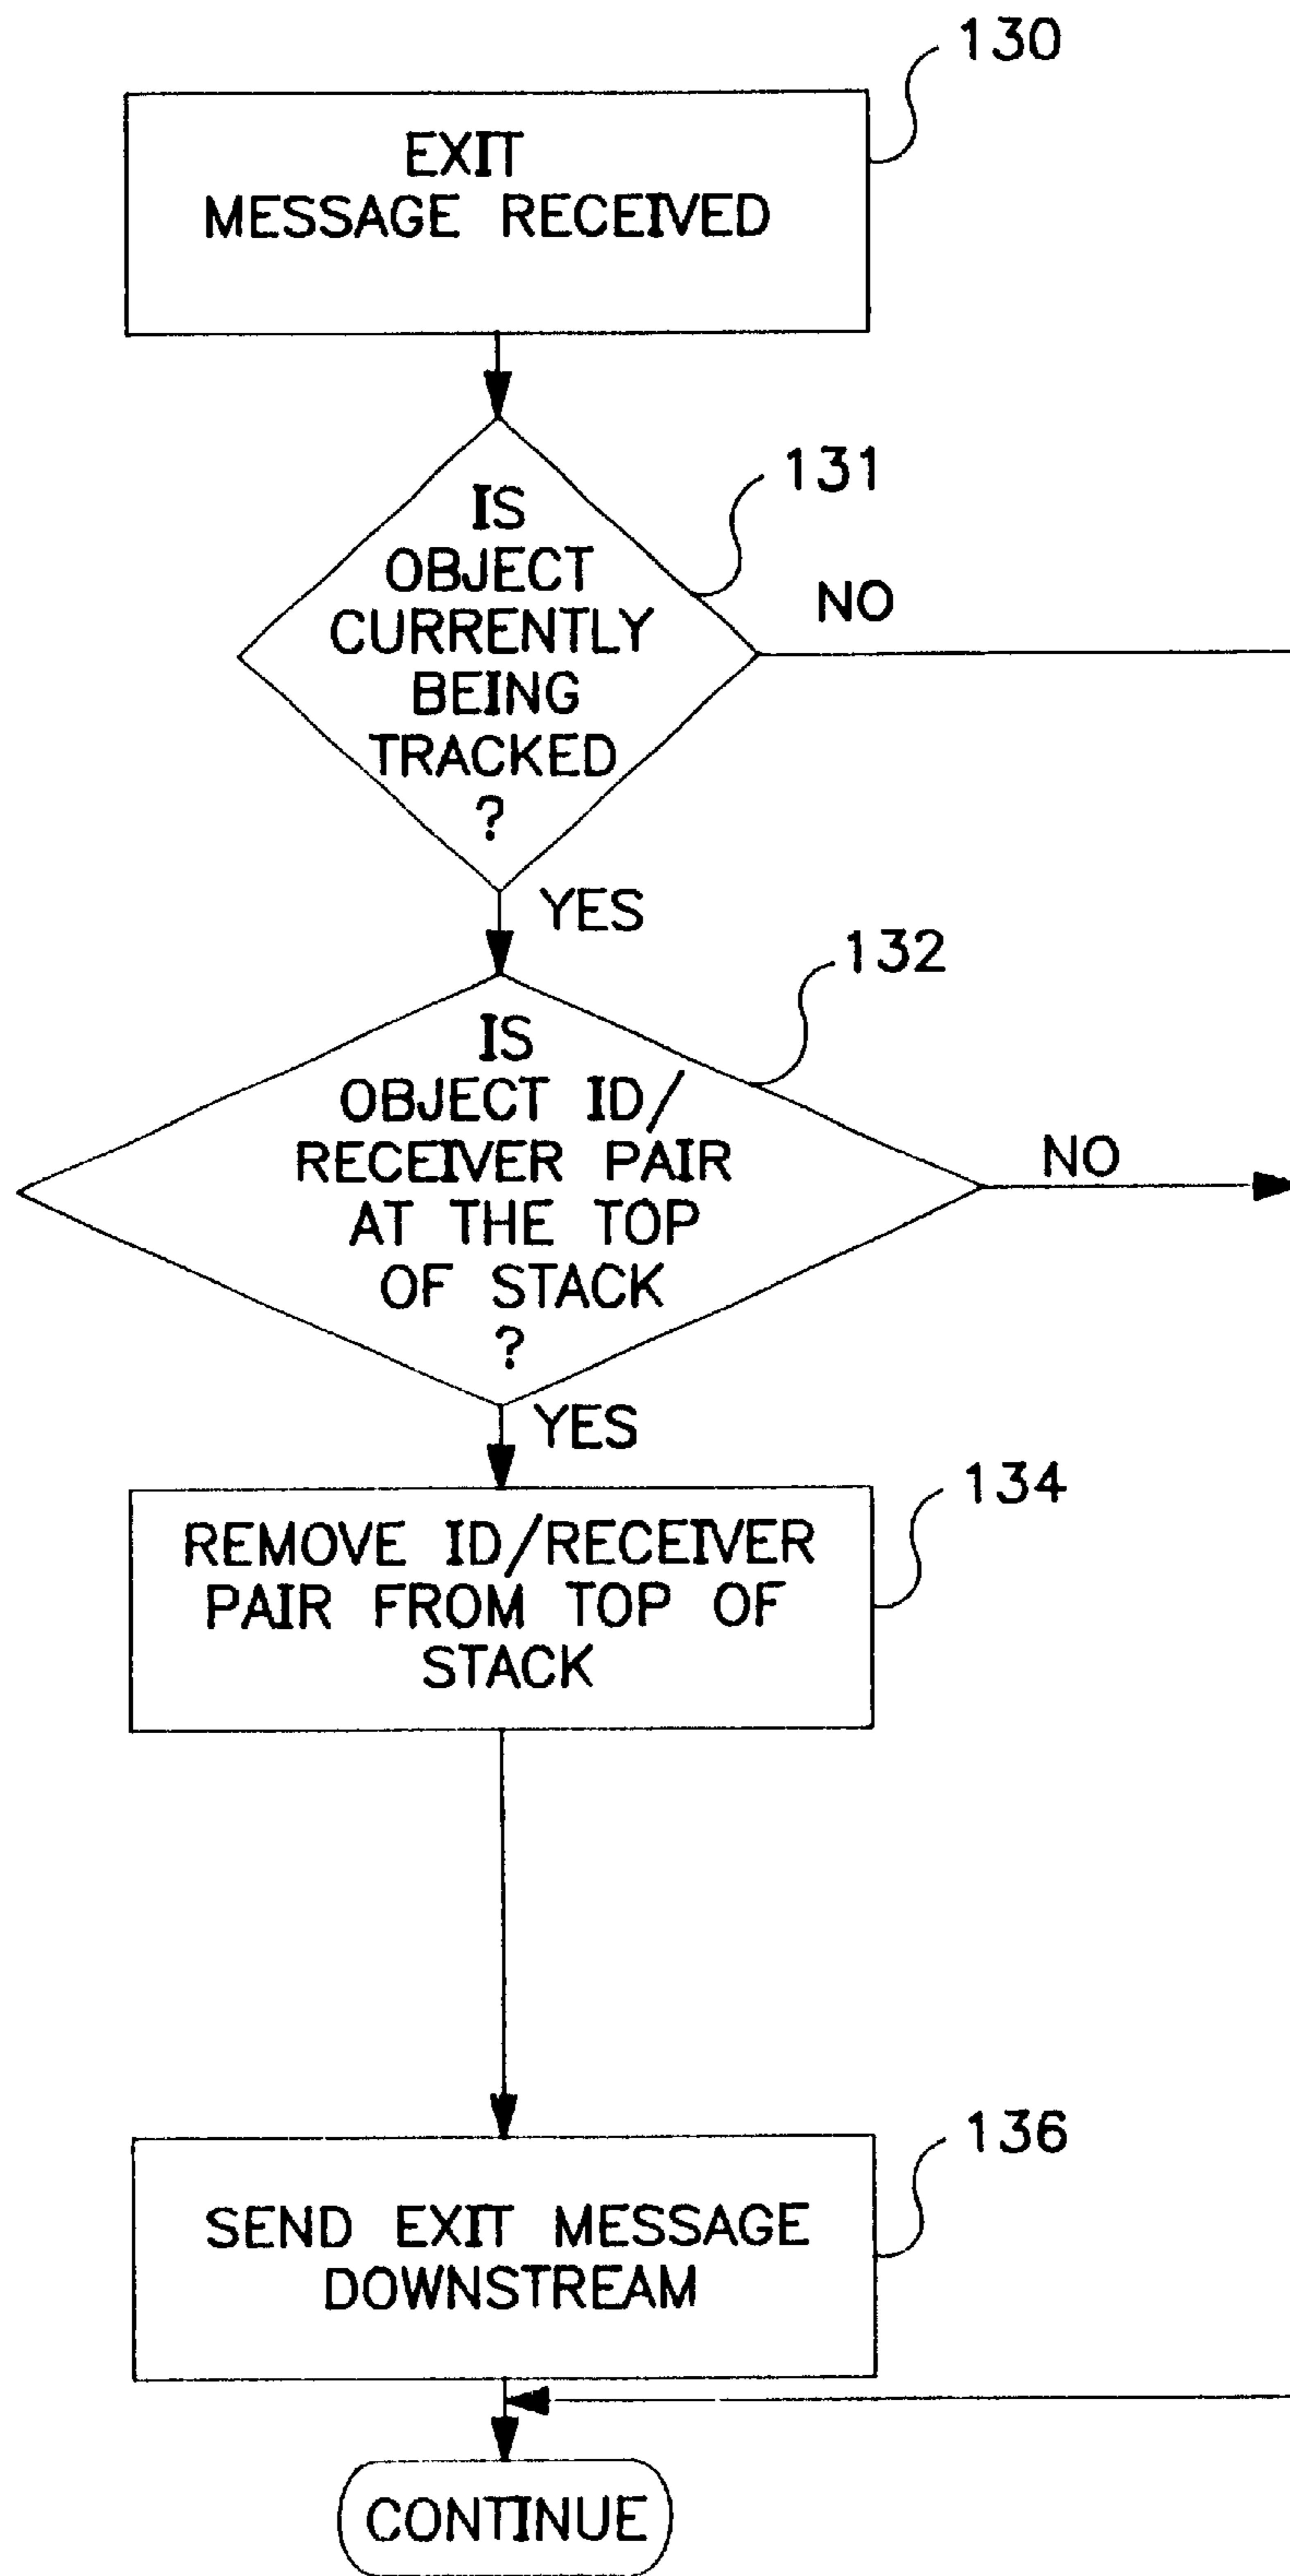 130
EXIT
MESSAGE RECEIVED
131
IS
OBJECT
CURRENTLY
BEING
TRACKED
?
NO
YES
132
IS
OBJECT ID/
RECEIVER PAIR
AT THE TOP
OF STACK
?
NO
YES
134
REMOVE ID/RECEIVER
PAIR FROM TOP OF
STACK
136
SEND EXIT MESSAGE
DOWNSTREAM
CONTINUE